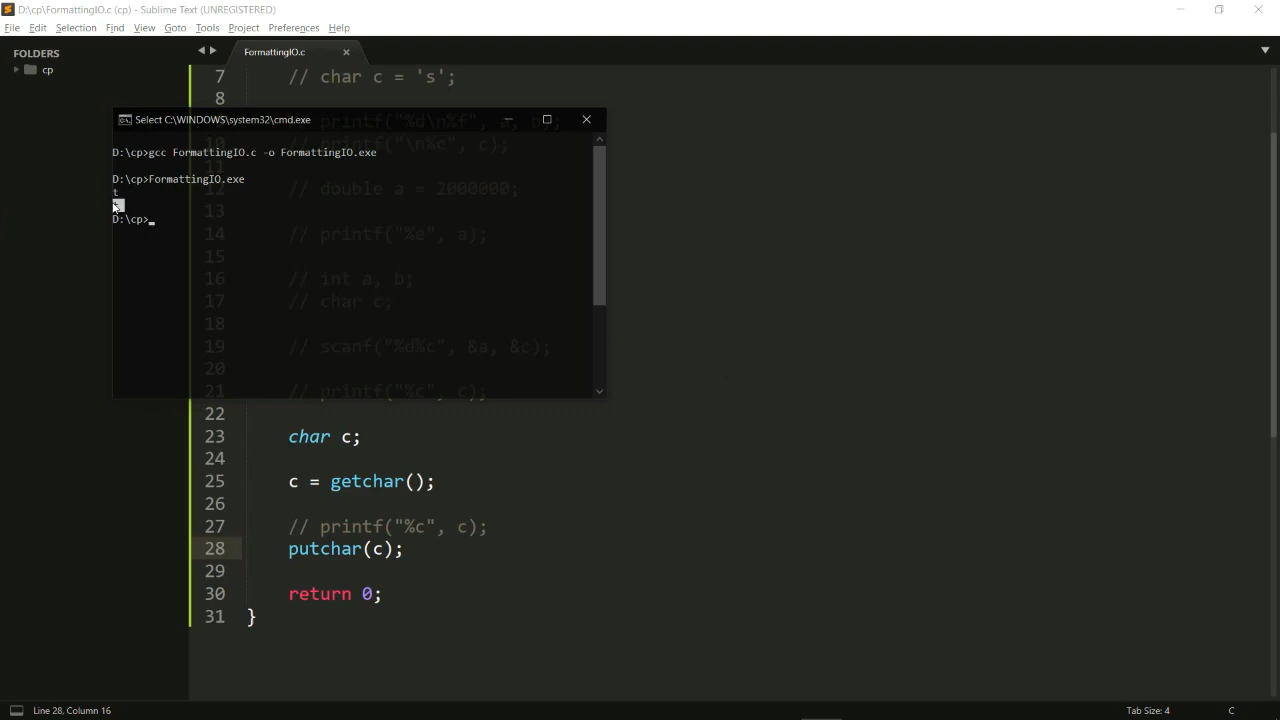 D:\cp\FormattingIO.c (cp) - Sublime Text (UNREGISTERED)
File Edit Selection Find View Goto Tools Project Preferences Help
FOLDERS
cp
FormattingIO.c
7 // char c = 's';
8
Select C:\WINDOWS\system32\cmd.exe
// printf("%d\n%f", a, b);
D:\cp>gcc FormattingIO.c -o FormattingIO.exe
10 // printf("\n%c", c);
11
D:\cp>FormattingIO.exe
t
12 // double a = 2000000;
13
D:\cp>
14 // printf("%e", a);
15
16 // int a, b;
17 // char c;
18
19 // scanf("%d%c", &a, &c);
20
21 // printf("%c", c);
22
23 char c;
24
25 c = getchar();
26
27 // printf("%c", c);
28 putchar(c);
29
30 return 0;
31 }
Line 28, Column 16
Tab Size: 4
C